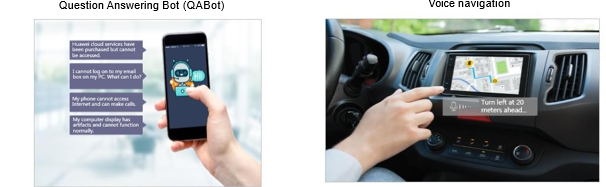 Question Answering Bot (QABot)
Huawei cloud services have
been purchased but cannot
be accessed.
I cannot log on to my email
box on my PC. What can I do?
My phone cannot access
Internet and can make calls.
My computer display has
artifacts and cannot function
normally.
Voice navigation
Turn left at 20
meters ahead...